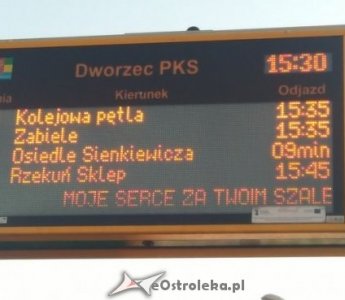 Dworzec PKS 15:30
nia Kierunek Odjazd
Kolejowa pętla 15:35
Zabiele 15:35
Osiedle Sienkiewicza 09min
Rzekuń Sklep 15:45
MOJE SERCE ZA TWOIM SZALE
eOstroleka.pl